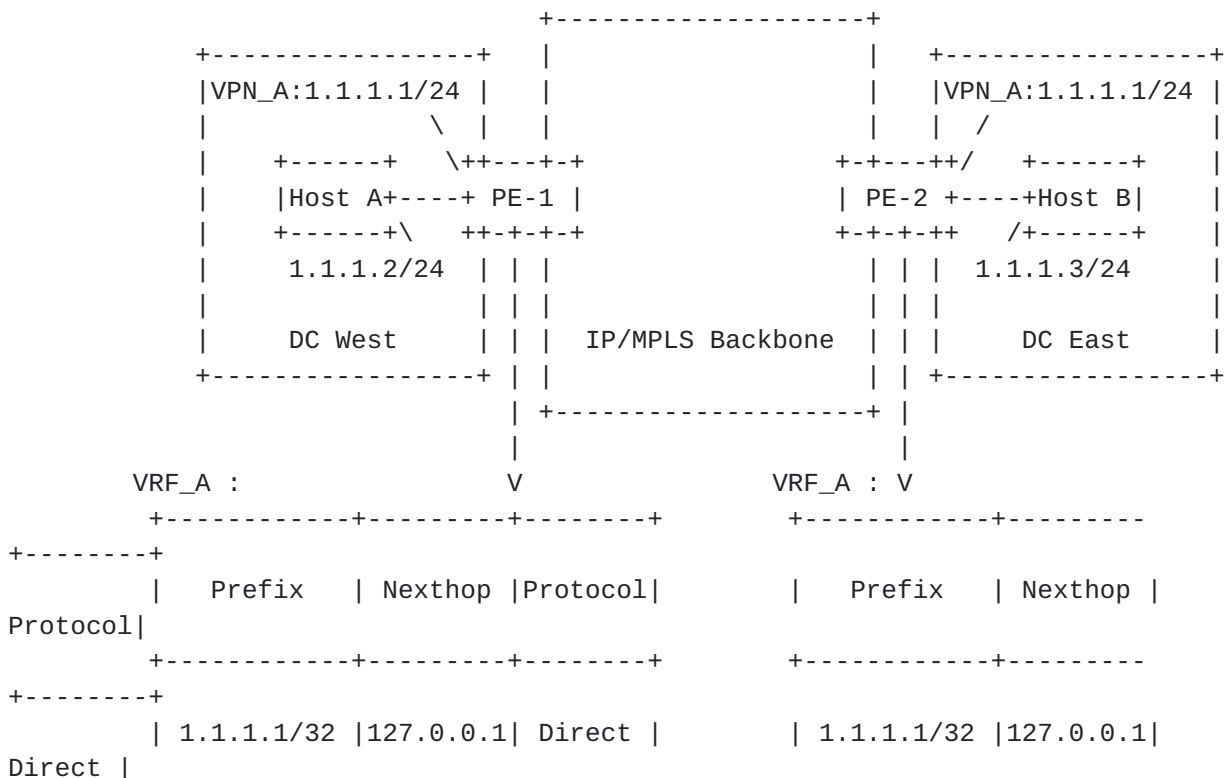 +--------------------+
             +-----------------+    |                    |    +-----------------+
             |VPN_A:1.1.1.1/24 |    |                    |    |VPN_A:1.1.1.1/24 |
             |              \  |    |                    |    |  /              |
             |    +------+   \++---+-+                  +-+---++/   +------+    |
             |    |Host A+----+ PE-1 |                  | PE-2 +----+Host B|    |
             |    +------+\   ++-+-+-+                  +-+-+-++   /+------+    |
             |     1.1.1.2/24  | | |                    | | |  1.1.1.3/24       |
             |                 | | |                    | | |                   |
             |     DC West     | | |  IP/MPLS Backbone  | | |     DC East       |
             +-----------------+ | |                    | | +-----------------+
                                 | +--------------------+ |
                                 |                        |
        VRF_A :                  V                VRF_A : V
         +------------+---------+--------+        +------------+---------
+--------+
         |   Prefix   | Nexthop |Protocol|        |   Prefix   | Nexthop |
Protocol|
         +------------+---------+--------+        +------------+---------
+--------+
         | 1.1.1.1/32 |127.0.0.1| Direct |        | 1.1.1.1/32 |127.0.0.1|
Direct |